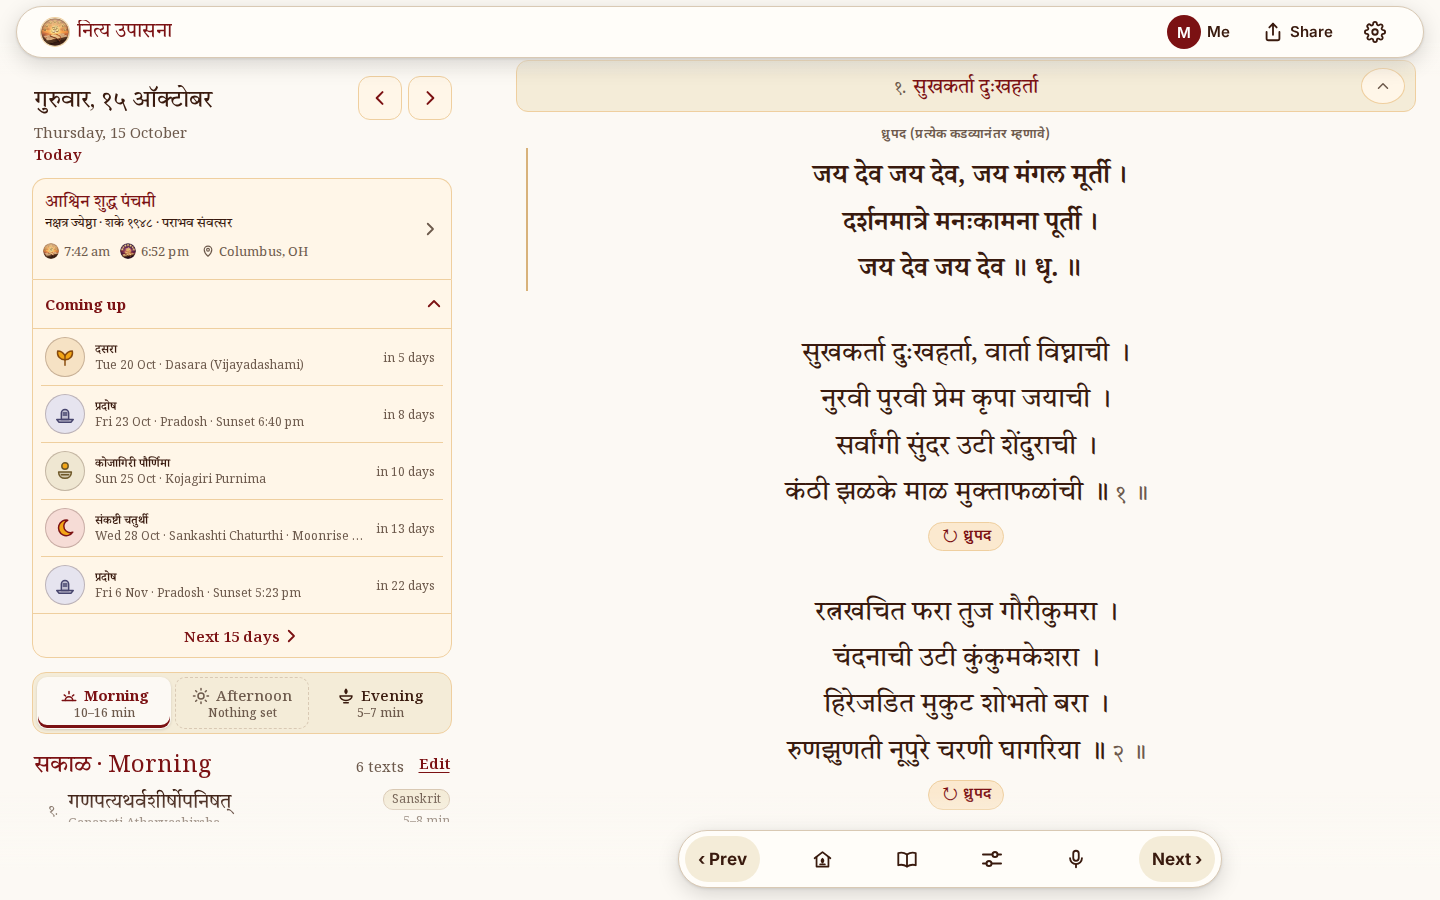 नित्य उपासना
M Me Share
गुरुवार, १५ ऑक्टोबर
Thursday, 15 October
Today
आश्विन शुद्ध पंचमी
नक्षत्र ज्येष्ठा · शके १९४८ · पराभव संवत्सर
7:42 am 6:52 pm Columbus, OH
Coming up
दसरा
Tue 20 Oct · Dasara (Vijayadashami)
in 5 days
प्रदोष
Fri 23 Oct · Pradosh · Sunset 6:40 pm
in 8 days
कोजागिरी पौर्णिमा
Sun 25 Oct · Kojagiri Purnima
in 10 days
संकष्टी चतुर्थी
Wed 28 Oct · Sankashti Chaturthi · Moonrise …
in 13 days
प्रदोष
Fri 6 Nov · Pradosh · Sunset 5:23 pm
in 22 days
Next 15 days
Morning
10–16 min
Afternoon
Nothing set
Evening
5–7 min
सकाळ · Morning
6 texts Edit
१. गणपत्यथर्वशीर्षोपनिषत्
Sanskrit
5–8 min
१. सुखकर्ता दुःखहर्ता
ध्रुपद (प्रत्येक कडव्यानंतर म्हणावे)
जय देव जय देव, जय मंगल मूर्ती ।
दर्शनमात्रे मनःकामना पूर्ती ।
जय देव जय देव ॥ धृ. ॥
सुखकर्ता दुःखहर्ता, वार्ता विघ्नाची ।
नुरवी पुरवी प्रेम कृपा जयाची ।
सर्वांगी सुंदर उटी शेंदुराची ।
कंठी झळके माळ मुक्ताफळांची ॥ १ ॥
ध्रुपद
रत्नखचित फरा तुज गौरीकुमरा ।
चंदनाची उटी कुंकुमकेशरा ।
हिरेजडित मुकुट शोभतो बरा ।
रुणझुणती नूपुरे चरणी घागरिया ॥ २ ॥
ध्रुपद
‹ Prev
Next ›